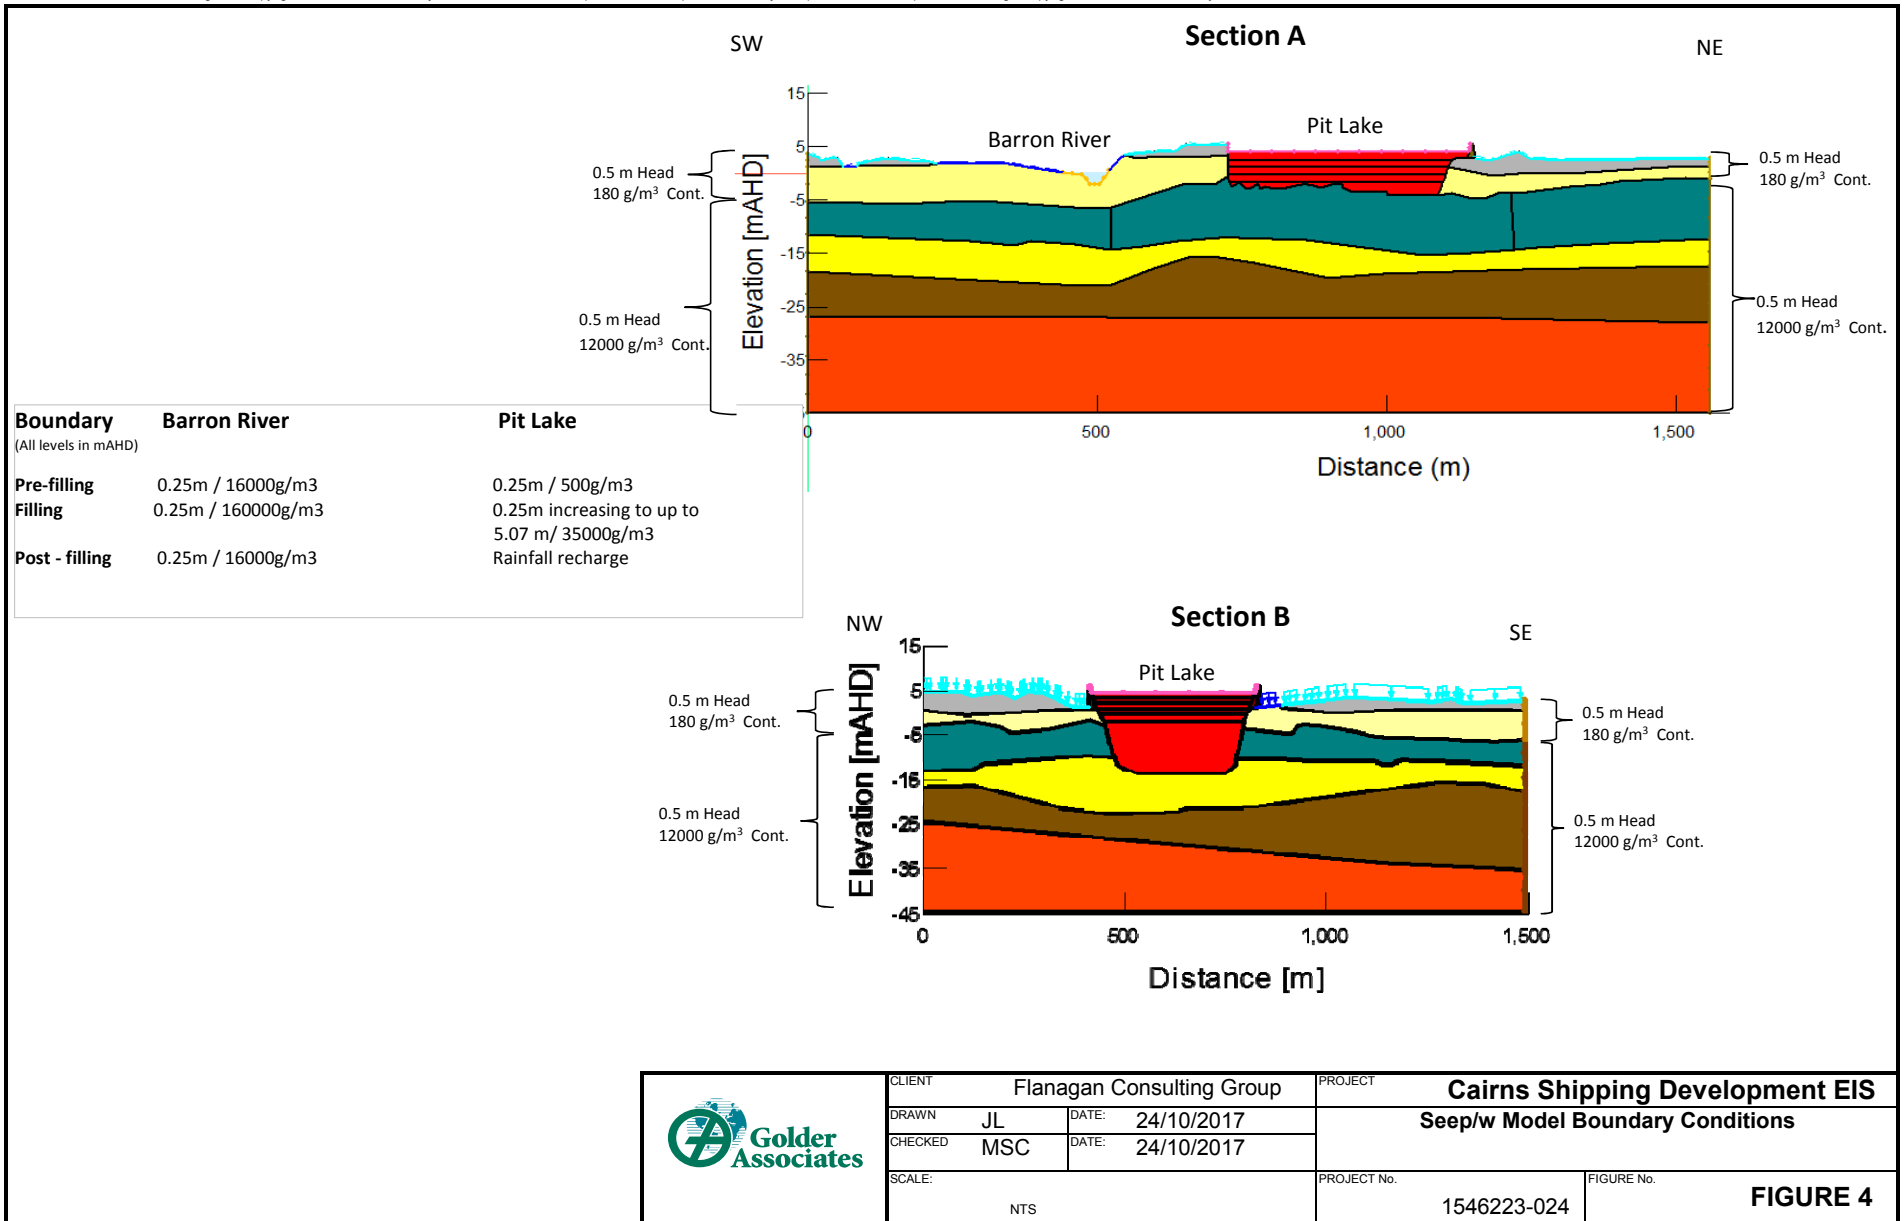 Section A
SW
NE
15
5
-5
-15
-25
-35
Elevation [mAHD]
Barron River
Pit Lake
0.5 m Head
180 g/m³ Cont.
0.5 m Head
12000 g/m³ Cont.
0.5 m Head
180 g/m³ Cont.
0.5 m Head
12000 g/m³ Cont.
0
500
1,000
1,500
Distance (m)
Boundary Barron River Pit Lake
(All levels in mAHD)
Pre-filling 0.25m / 16000g/m3 0.25m / 500g/m3
Filling 0.25m / 160000g/m3 0.25m increasing to up to
5.07 m/ 35000g/m3
Post - filling 0.25m / 16000g/m3 Rainfall recharge
Section B
NW
SE
15
5
-5
-15
-25
-35
-45
Elevation [mAHD]
Pit Lake
0.5 m Head
180 g/m³ Cont.
0.5 m Head
12000 g/m³ Cont.
0.5 m Head
180 g/m³ Cont.
0.5 m Head
12000 g/m³ Cont.
0
500
1,000
1,500
Distance [m]
Golder
Associates
CLIENT Flanagan Consulting Group
DRAWN JL DATE: 24/10/2017
CHECKED MSC DATE: 24/10/2017
SCALE:
NTS
PROJECT Cairns Shipping Development EIS
Seep/w Model Boundary Conditions
PROJECT No.
1546223-024
FIGURE No.
FIGURE 4